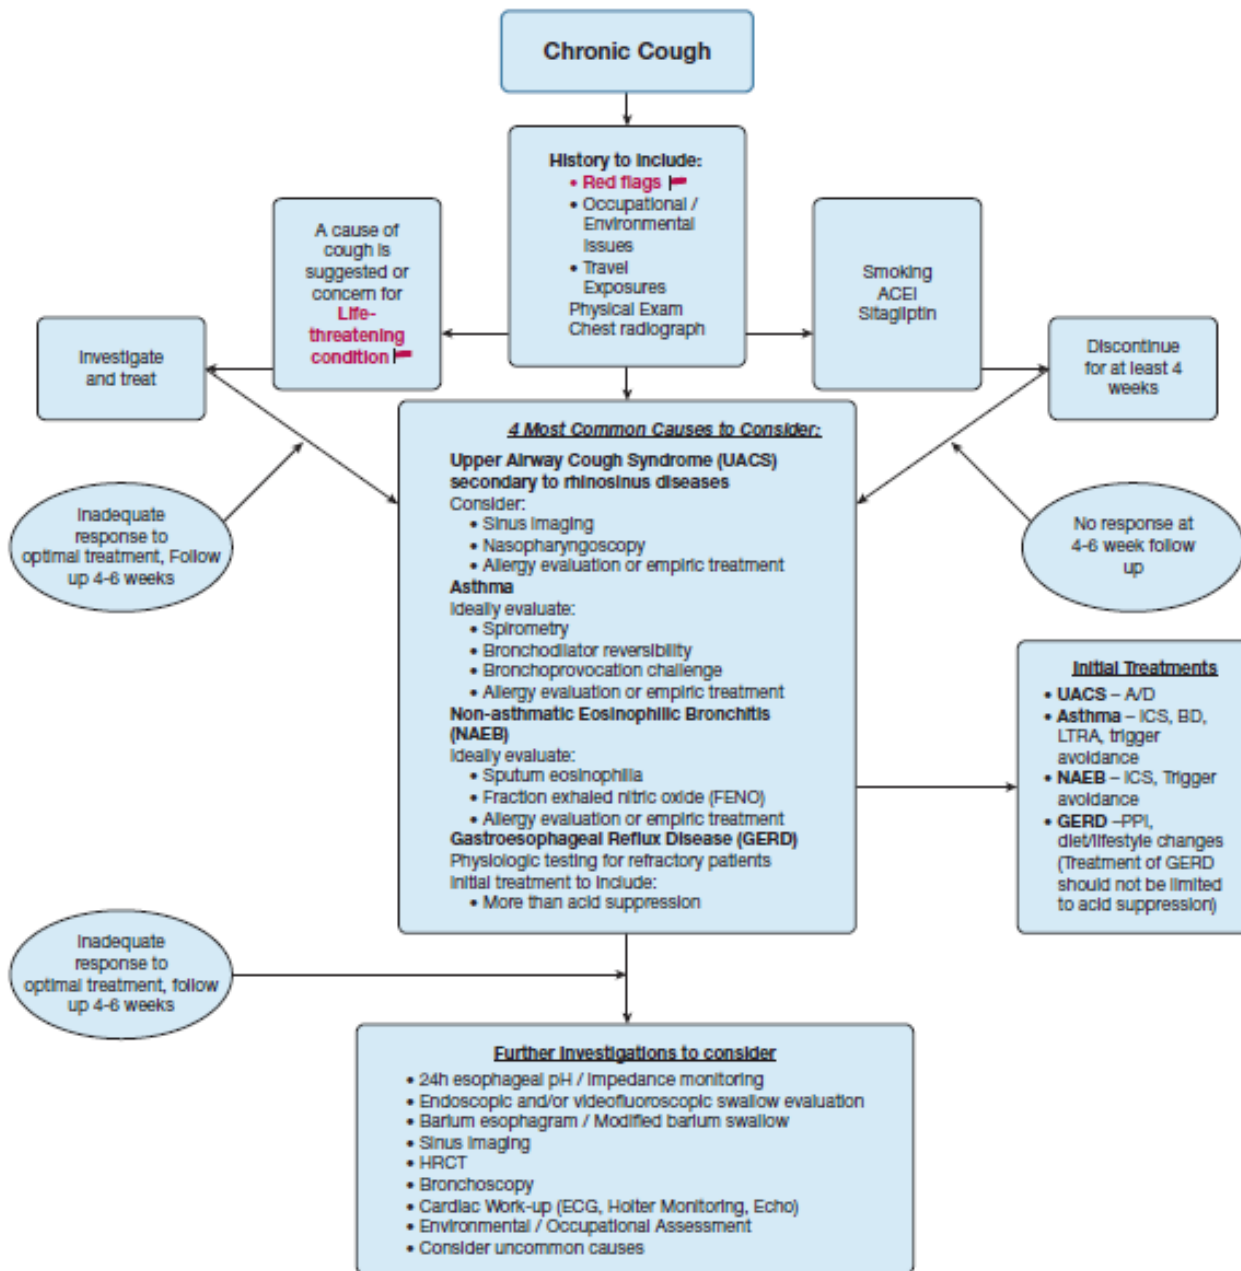 Chronic Cough
History to include:
• Red flags
• Occupational /
Environmental
Issues
• Travel
Exposures
Physical Exam
Chest radiograph
A cause of
cough is
suggested or
concern for
Life-
threatening
condition
Smoking
ACEI
Sitagliptin
Investigate
and treat
Discontinue
for at least 4
weeks
Inadequate
response to
optimal treatment, Follow
up 4-6 weeks
No response at
4-6 week follow
up
4 Most Common Causes to Consider:
Upper Airway Cough Syndrome (UACS)
secondary to rhinosinus diseases
Consider:
• Sinus imaging
• Nasopharyngoscopy
• Allergy evaluation or empiric treatment
Asthma
Ideally evaluate:
• Spirometry
• Bronchodilator reversibility
• Bronchoprovocation challenge
• Allergy evaluation or empiric treatment
Non-asthmatic Eosinophilic Bronchitis
(NAEB)
Ideally evaluate:
• Sputum eosinophilia
• Fraction exhaled nitric oxide (FENO)
• Allergy evaluation or empiric treatment
Gastroesophageal Reflux Disease (GERD)
Physiologic testing for refractory patients
Initial treatment to include:
• More than acid suppression
Initial Treatments
• UACS – A/D
• Asthma – ICS, BD,
LTRA, trigger
avoidance
• NAEB – ICS, Trigger
avoidance
• GERD –PPI,
diet/lifestyle changes
(Treatment of GERD
should not be limited
to acid suppression)
Inadequate
response to
optimal treatment, follow
up 4-6 weeks
Further Investigations to consider
• 24h esophageal pH / impedance monitoring
• Endoscopic and/or videofluoroscopic swallow evaluation
• Barium esophagram / Modified barium swallow
• Sinus imaging
• HRCT
• Bronchoscopy
• Cardiac Work-up (ECG, Holter Monitoring, Echo)
• Environmental / Occupational Assessment
• Consider uncommon causes